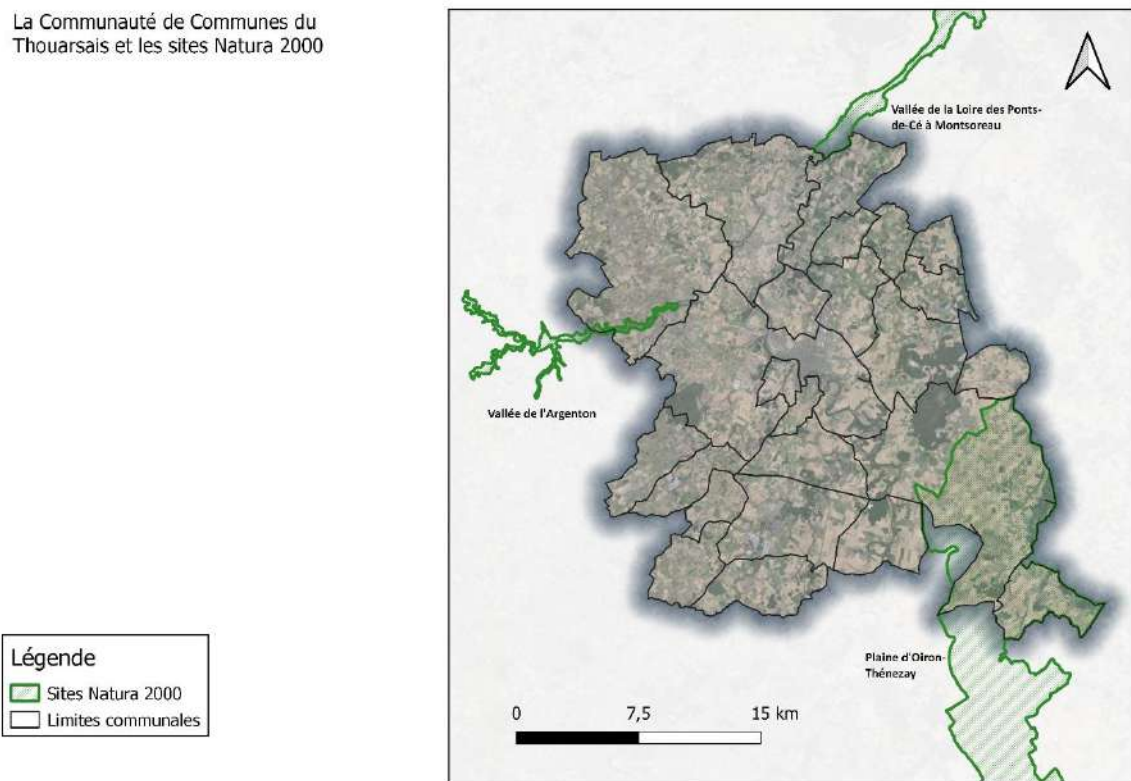 La Communauté de Communes du
Thouarsais et les sites Natura 2000
Vallée de la Loire des Ponts-
de-Cé à Montsoreau
Vallée de l'Argenton
Plaine d'Oiron-
Thénezay
Légende
Sites Natura 2000
Limites communales
0 7,5 15 km